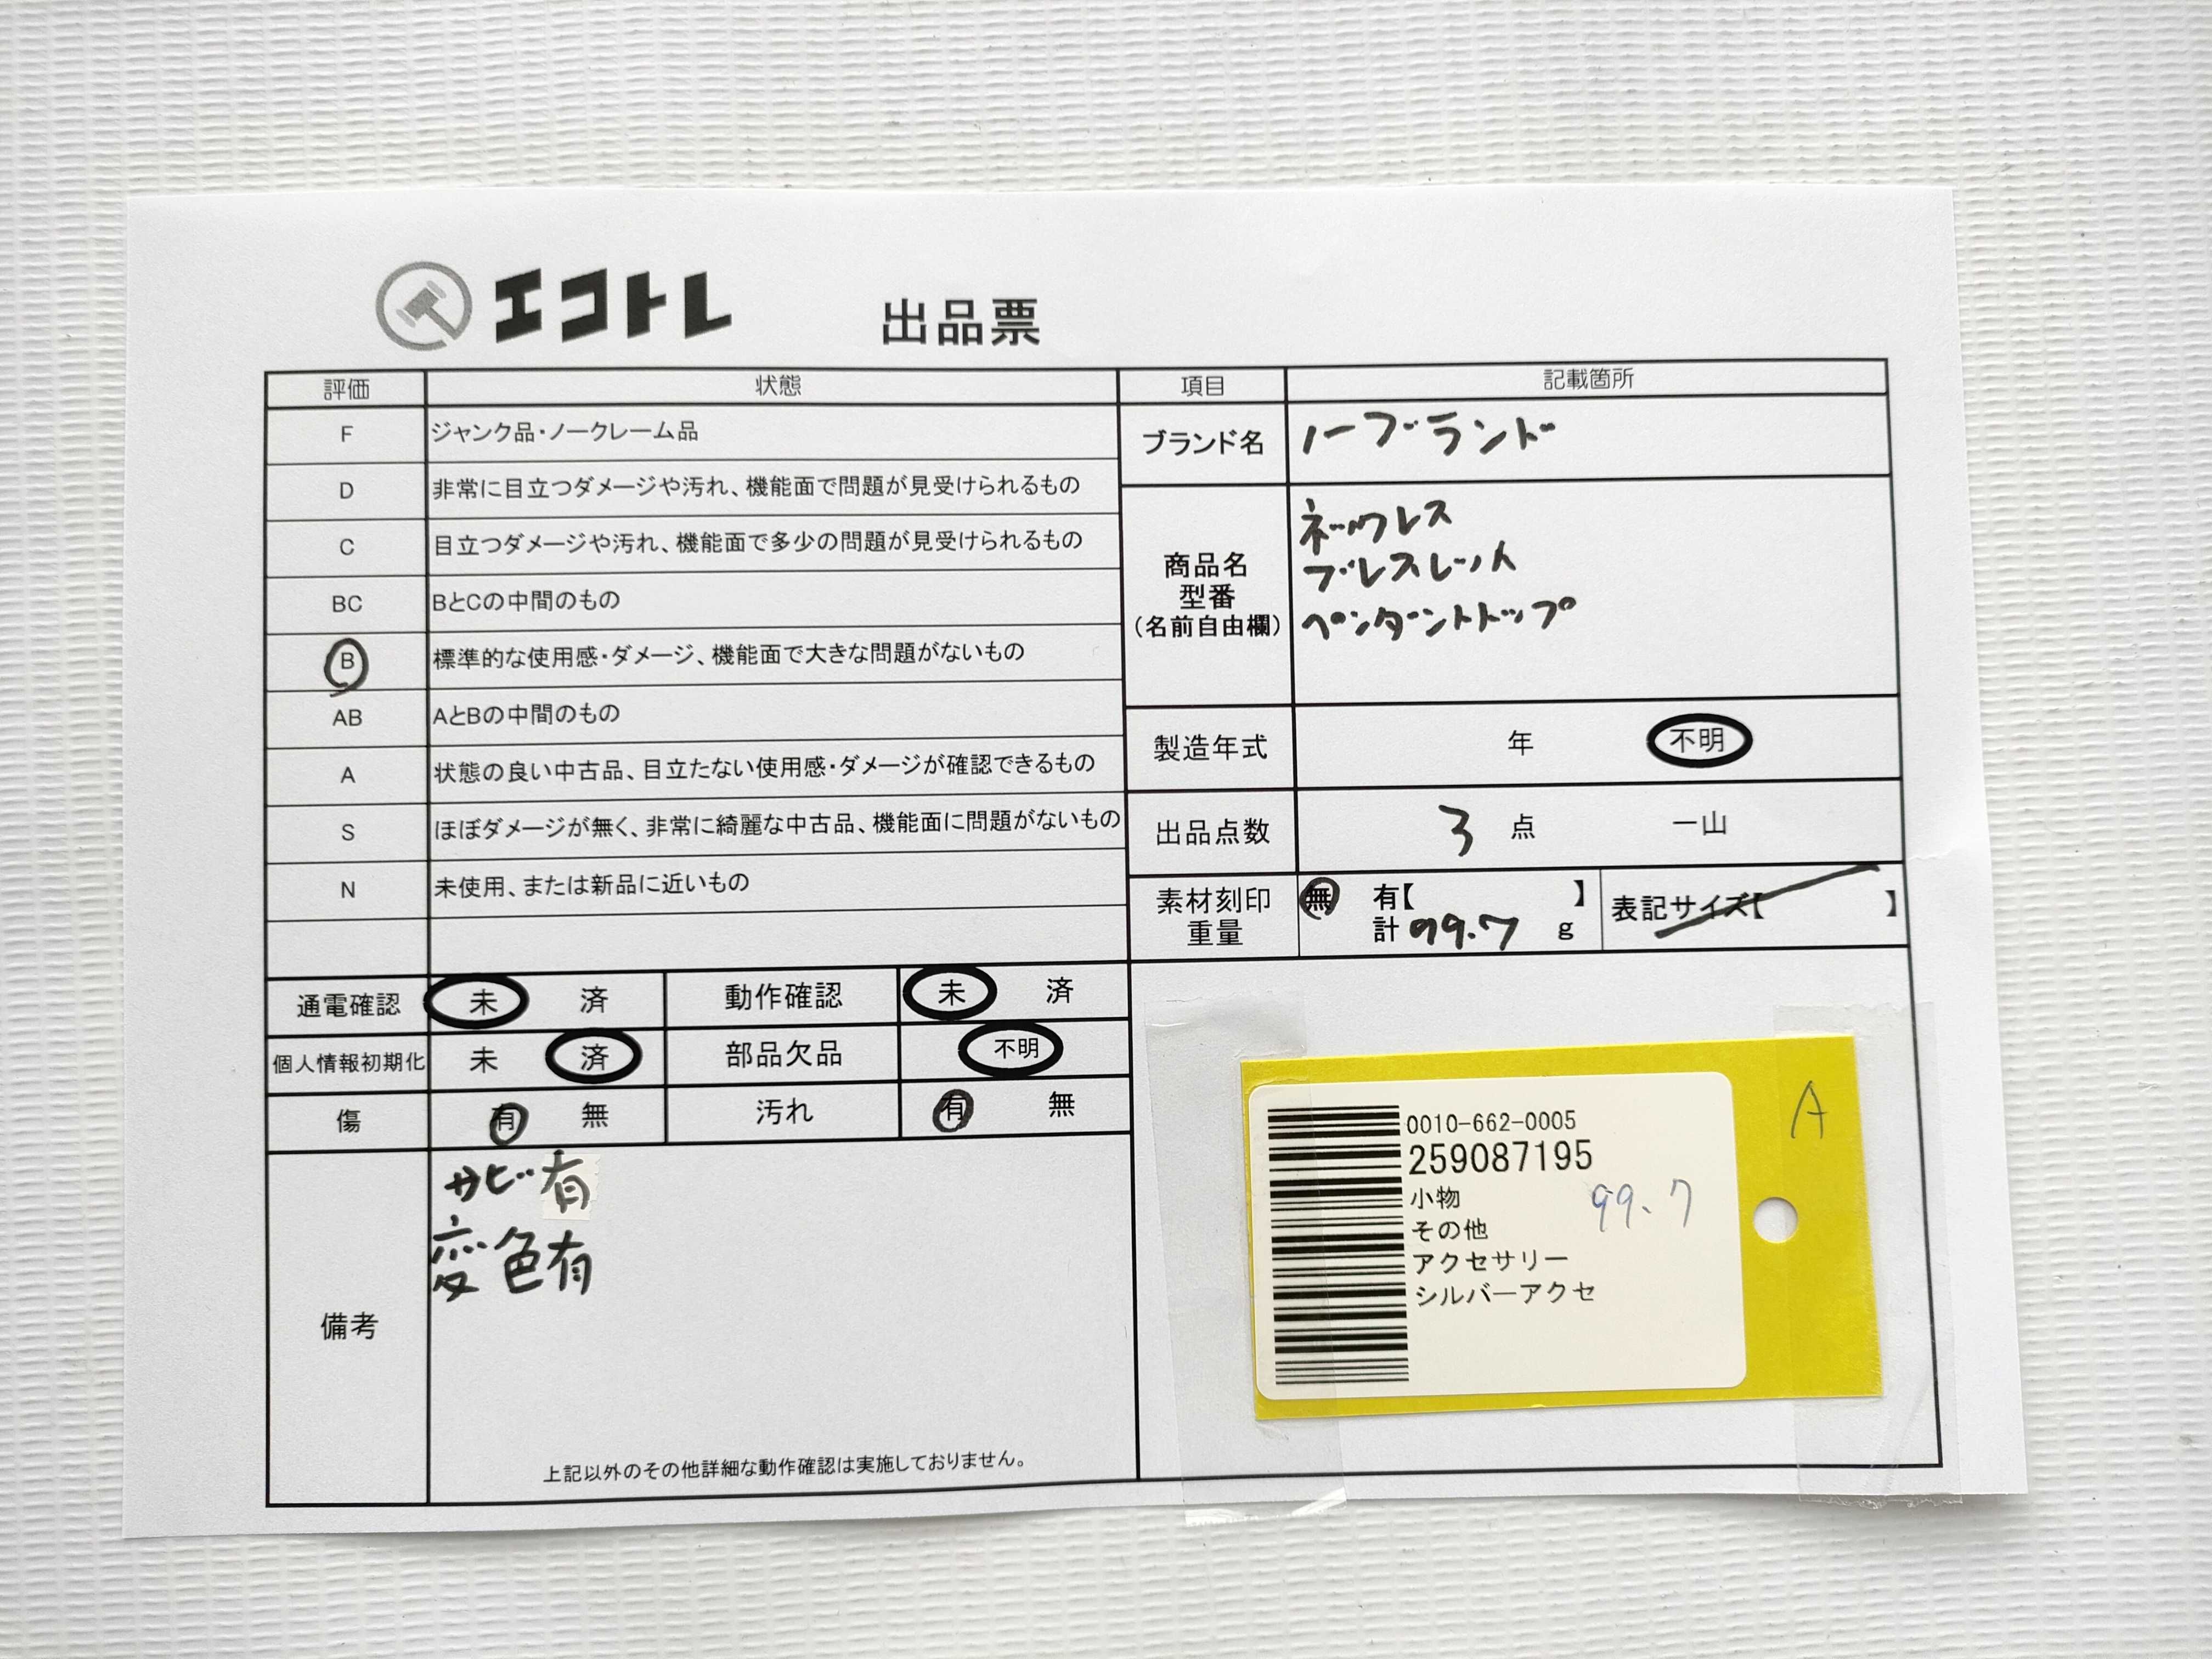 エコトレ 出品票
評価 状態
F ジャンク品・ノークレーム品
D 非常に目立つダメージや汚れ、機能面で問題が見受けられるもの
C 目立つダメージや汚れ、機能面で多少の問題が見受けられるもの
BC BとCの中間のもの
B 標準的な使用感・ダメージ、機能面で大きな問題がないもの
AB AとBの中間のもの
A 状態の良い中古品、目立たない使用感・ダメージが確認できるもの
S ほぼダメージが無く、非常に綺麗な中古品、機能面に問題がないもの
N 未使用、または新品に近いもの
通電確認 未 済 動作確認 未 済
個人情報初期化 未 済 部品欠品 不明
傷 有 無 汚れ 有 無
備考
サビ有
変色有
上記以外のその他詳細な動作確認は実施しておりません。
項目 記載箇所
ブランド名 ノーブランド
商品名
型番
(名前自由欄)
ネックレス
ブレスレット
ペンダントトップ
製造年式 年 不明
出品点数 3 点 一山
素材刻印 無 有【 】
重量 計 99.7 g
表記サイズ【 】
0010-662-0005
259087195
小物
その他
アクセサリー
シルバーアクセ
99.7
A